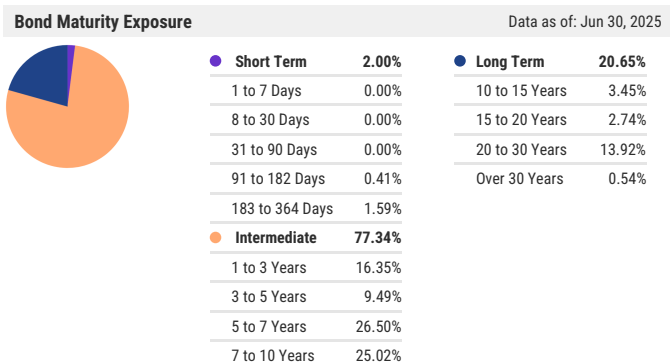 Bond Maturity Exposure Data as of: Jun 30, 2025
Short Term 2.00%
1 to 7 Days 0.00%
8 to 30 Days 0.00%
31 to 90 Days 0.00%
91 to 182 Days 0.41%
183 to 364 Days 1.59%
Intermediate 77.34%
1 to 3 Years 16.35%
3 to 5 Years 9.49%
5 to 7 Years 26.50%
7 to 10 Years 25.02%
Long Term 20.65%
10 to 15 Years 3.45%
15 to 20 Years 2.74%
20 to 30 Years 13.92%
Over 30 Years 0.54%